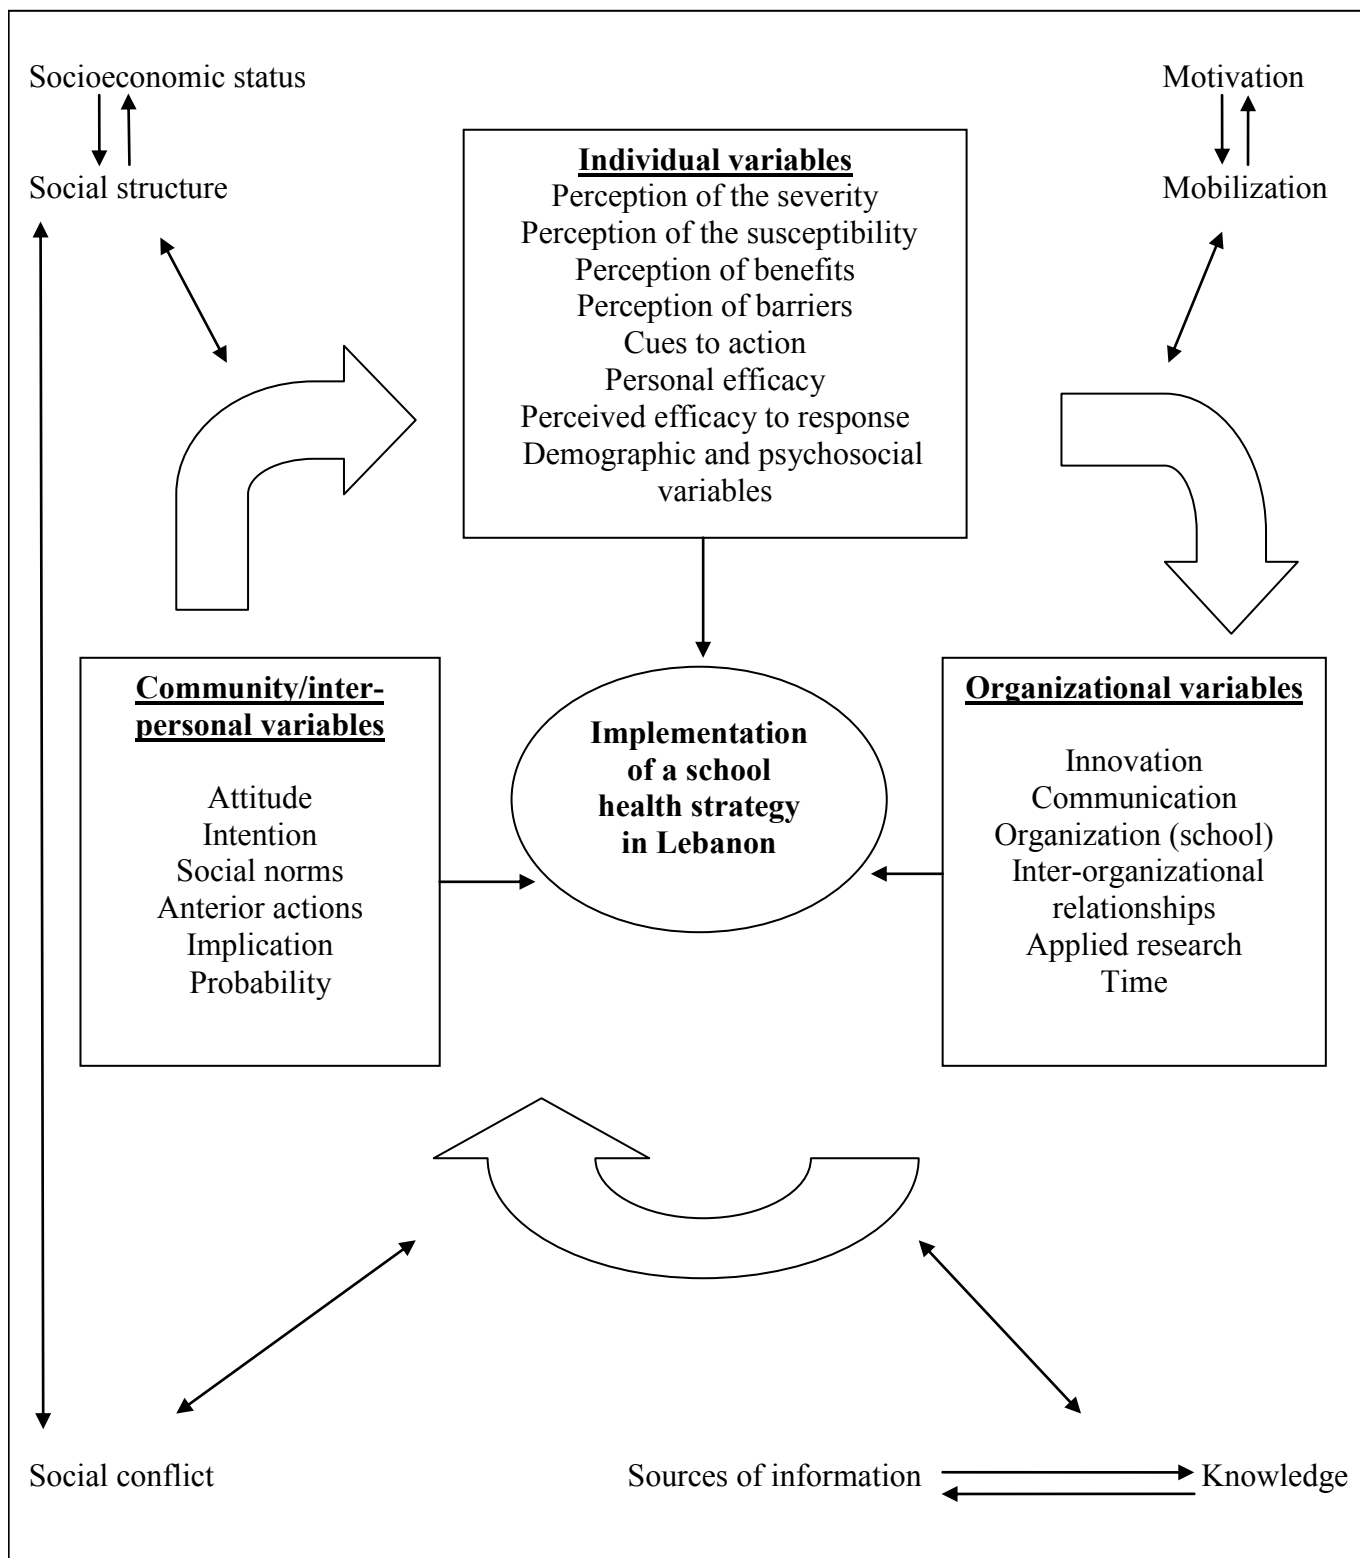 Socioeconomic status
Social structure
Motivation
Mobilization
Individual variables
Perception of the severity
Perception of the susceptibility
Perception of benefits
Perception of barriers
Cues to action
Personal efficacy
Perceived efficacy to response
Demographic and psychosocial
variables
Community/inter-
personal variables
Attitude
Intention
Social norms
Anterior actions
Implication
Probability
Implementation
of a school
health strategy
in Lebanon
Organizational variables
Innovation
Communication
Organization (school)
Inter-organizational
relationships
Applied research
Time
Social conflict
Sources of information
Knowledge